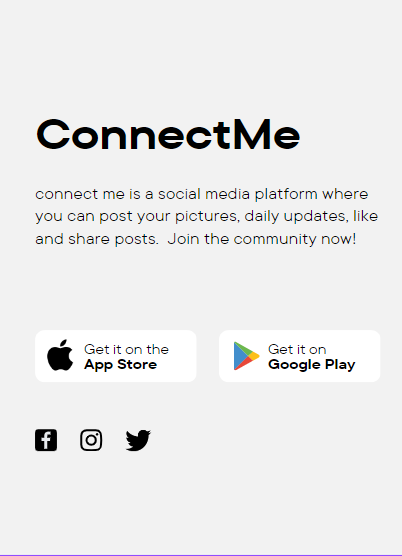 ConnectMe
connect me is a social media platform where
you can post your pictures, daily updates, like
and share posts.  Join the community now!
Get it on the
App Store
Get it on
Google Play